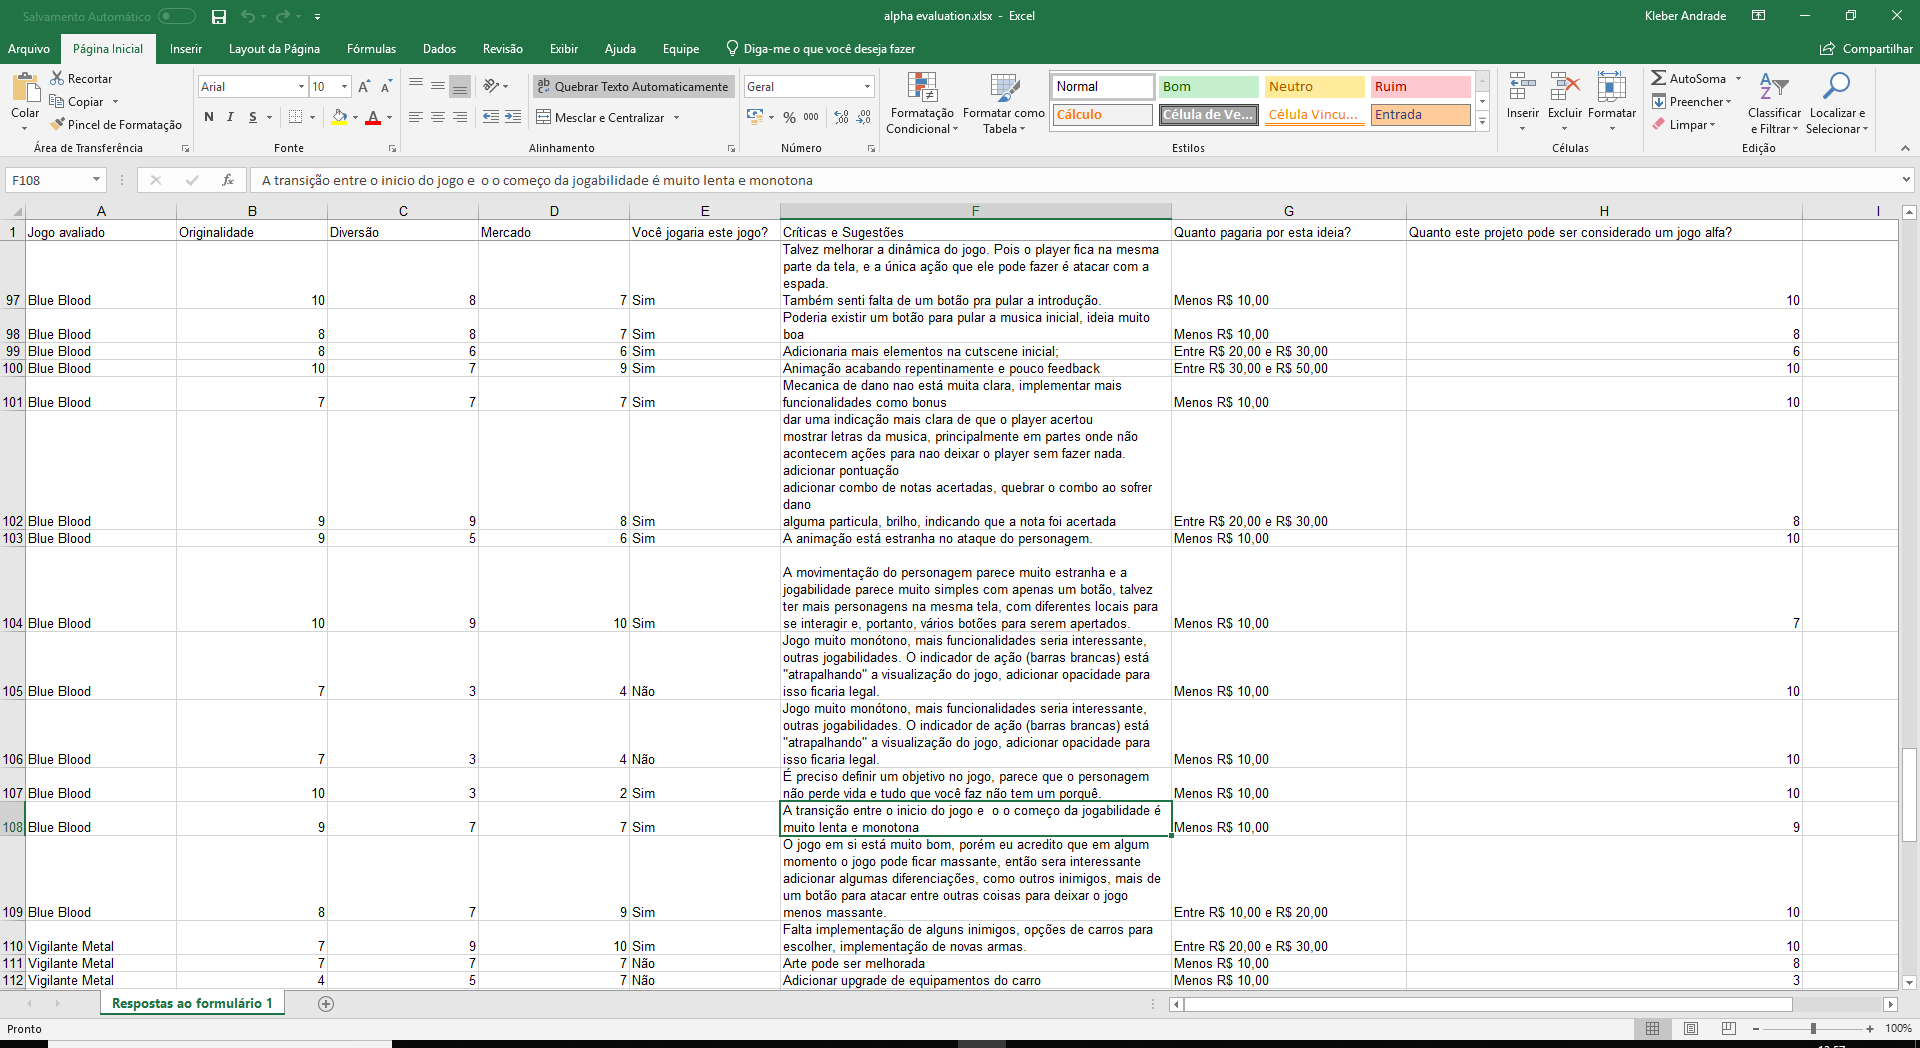 Salvamento Automático
alpha evaluation.xlsx - Excel
Kleber Andrade
Arquivo Página Inicial Inserir Layout da Página Fórmulas Dados Revisão Exibir Ajuda Equipe Diga-me o que você deseja fazer Compartilhar
Colar
Recortar
Copiar
Pincel de Formatação
Área de Transferência
Arial 10
N I S
Fonte
Quebrar Texto Automaticamente
Mesclar e Centralizar
Alinhamento
Geral
% 000
Número
Formatação Condicional
Formatar como Tabela
Normal Bom Neutro Ruim
Cálculo Célula de Ve... Célula Víncu... Entrada
Estilos
Inserir Excluir Formatar
Células
AutoSoma
Preencher
Limpar
Classificar e Filtrar
Localizar e Selecionar
Edição
F108 fx A transição entre o inicio do jogo e  o o começo da jogabilidade é muito lenta e monotona
A B C D E F G H I
1 Jogo avaliado Originalidade Diversão Mercado Você jogaria este jogo? Críticas e Sugestões Quanto pagaria por esta ideia? Quanto este projeto pode ser considerado um jogo alfa?
Talvez melhorar a dinâmica do jogo. Pois o player fica na mesma
parte da tela, e a única ação que ele pode fazer é atacar com a
espada.
97 Blue Blood 10 8 7 Sim Também senti falta de um botão pra pular a introdução. Menos R$ 10,00 10
Poderia existir um botão para pular a musica inicial, ideia muito
98 Blue Blood 8 8 7 Sim boa Menos R$ 10,00 8
99 Blue Blood 8 6 6 Sim Adicionaria mais elementos na cutscene inicial; Entre R$ 20,00 e R$ 30,00 6
100 Blue Blood 10 7 9 Sim Animação acabando repentinamente e pouco feedback Entre R$ 30,00 e R$ 50,00 10
Mecanica de dano nao está muita clara, implementar mais
101 Blue Blood 7 7 7 Sim funcionalidades como bonus Menos R$ 10,00 10
dar uma indicação mais clara de que o player acertou
mostrar letras da musica, principalmente em partes onde não
acontecem ações para nao deixar o player sem fazer nada.
adicionar pontuação
adicionar combo de notas acertadas, quebrar o combo ao sofrer
dano
102 Blue Blood 9 9 8 Sim alguma particula, brilho, indicando que a nota foi acertada Entre R$ 20,00 e R$ 30,00 8
103 Blue Blood 9 5 6 Sim A animação está estranha no ataque do personagem. Menos R$ 10,00 10
A movimentação do personagem parece muito estranha e a
jogabilidade parece muito simples com apenas um botão, talvez
ter mais personagens na mesma tela, com diferentes locais para
104 Blue Blood 10 9 10 Sim se interagir e, portanto, vários botões para serem apertados. Menos R$ 10,00 7
Jogo muito monótono, mais funcionalidades seria interessante,
outras jogabilidades. O indicador de ação (barras brancas) está
"atrapalhando" a visualização do jogo, adicionar opacidade para
105 Blue Blood 7 3 4 Não isso ficaria legal. Menos R$ 10,00 10
Jogo muito monótono, mais funcionalidades seria interessante,
outras jogabilidades. O indicador de ação (barras brancas) está
"atrapalhando" a visualização do jogo, adicionar opacidade para
106 Blue Blood 7 3 4 Não isso ficaria legal. Menos R$ 10,00 10
É preciso definir um objetivo no jogo, parece que o personagem
107 Blue Blood 10 3 2 Sim não perde vida e tudo que você faz não tem um porquê. Menos R$ 10,00 10
A transição entre o inicio do jogo e  o o começo da jogabilidade é
108 Blue Blood 9 7 7 Sim muito lenta e monotona Menos R$ 10,00 9
O jogo em si está muito bom, porém eu acredito que em algum
momento o jogo pode ficar massante, então sera interessante
adicionar algumas diferenciações, como outros inimigos, mais de
um botão para atacar entre outras coisas para deixar o jogo
109 Blue Blood 8 7 9 Sim menos massante. Entre R$ 10,00 e R$ 20,00 10
Falta implementação de alguns inimigos, opções de carros para
110 Vigilante Metal 7 9 10 Sim escolher, implementação de novas armas. Entre R$ 20,00 e R$ 30,00 10
111 Vigilante Metal 7 7 7 Não Arte pode ser melhorada Menos R$ 10,00 8
112 Vigilante Metal 4 5 7 Não Adicionar upgrade de equipamentos do carro Menos R$ 10,00 3
Respostas ao formulário 1
Pronto
100%